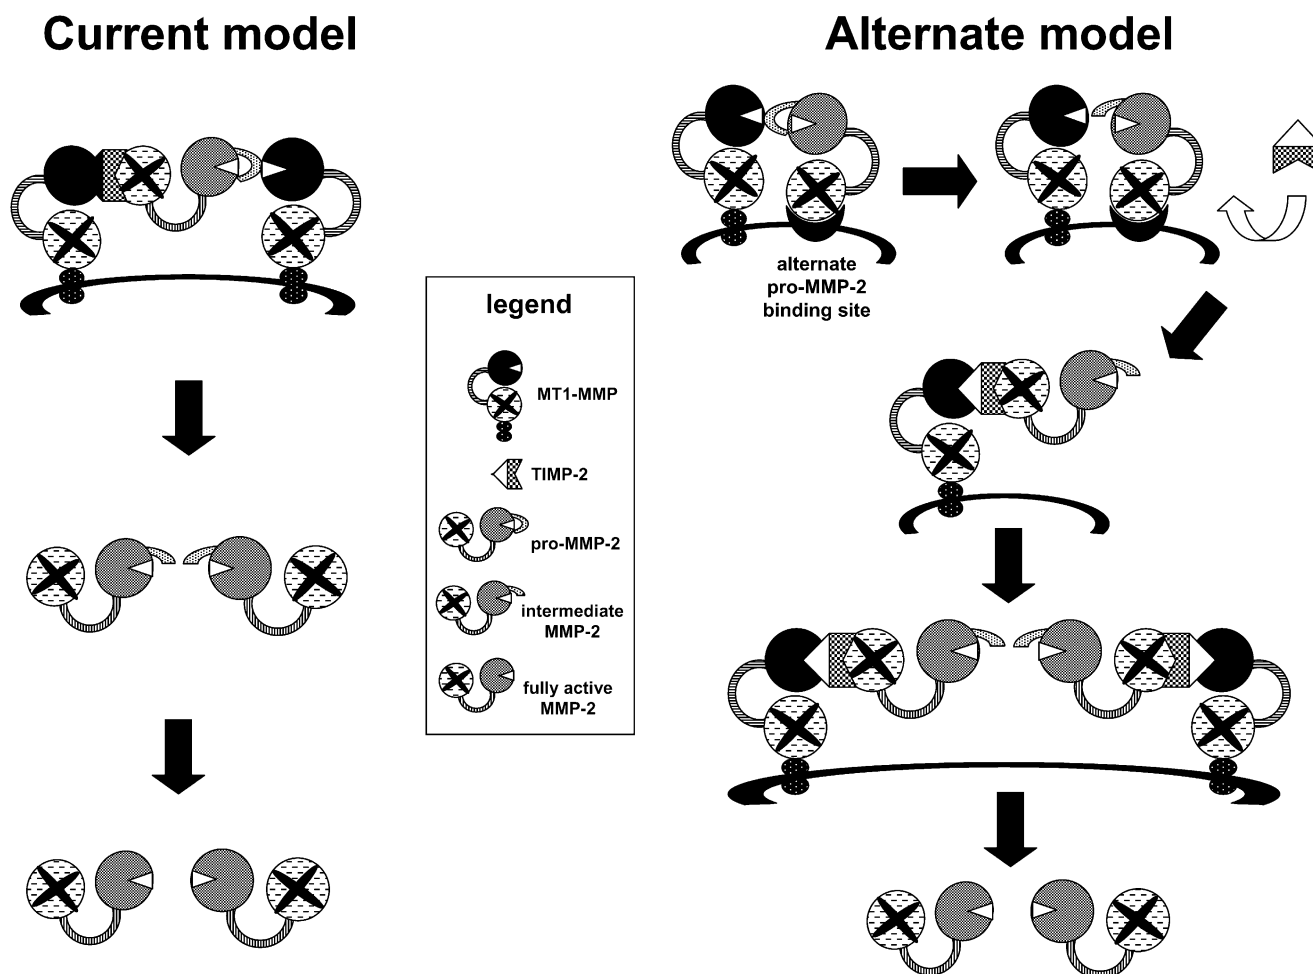 Current model
Alternate model
alternate
pro-MMP-2
binding site
legend
MT1-MMP
TIMP-2
pro-MMP-2
intermediate
MMP-2
fully active
MMP-2